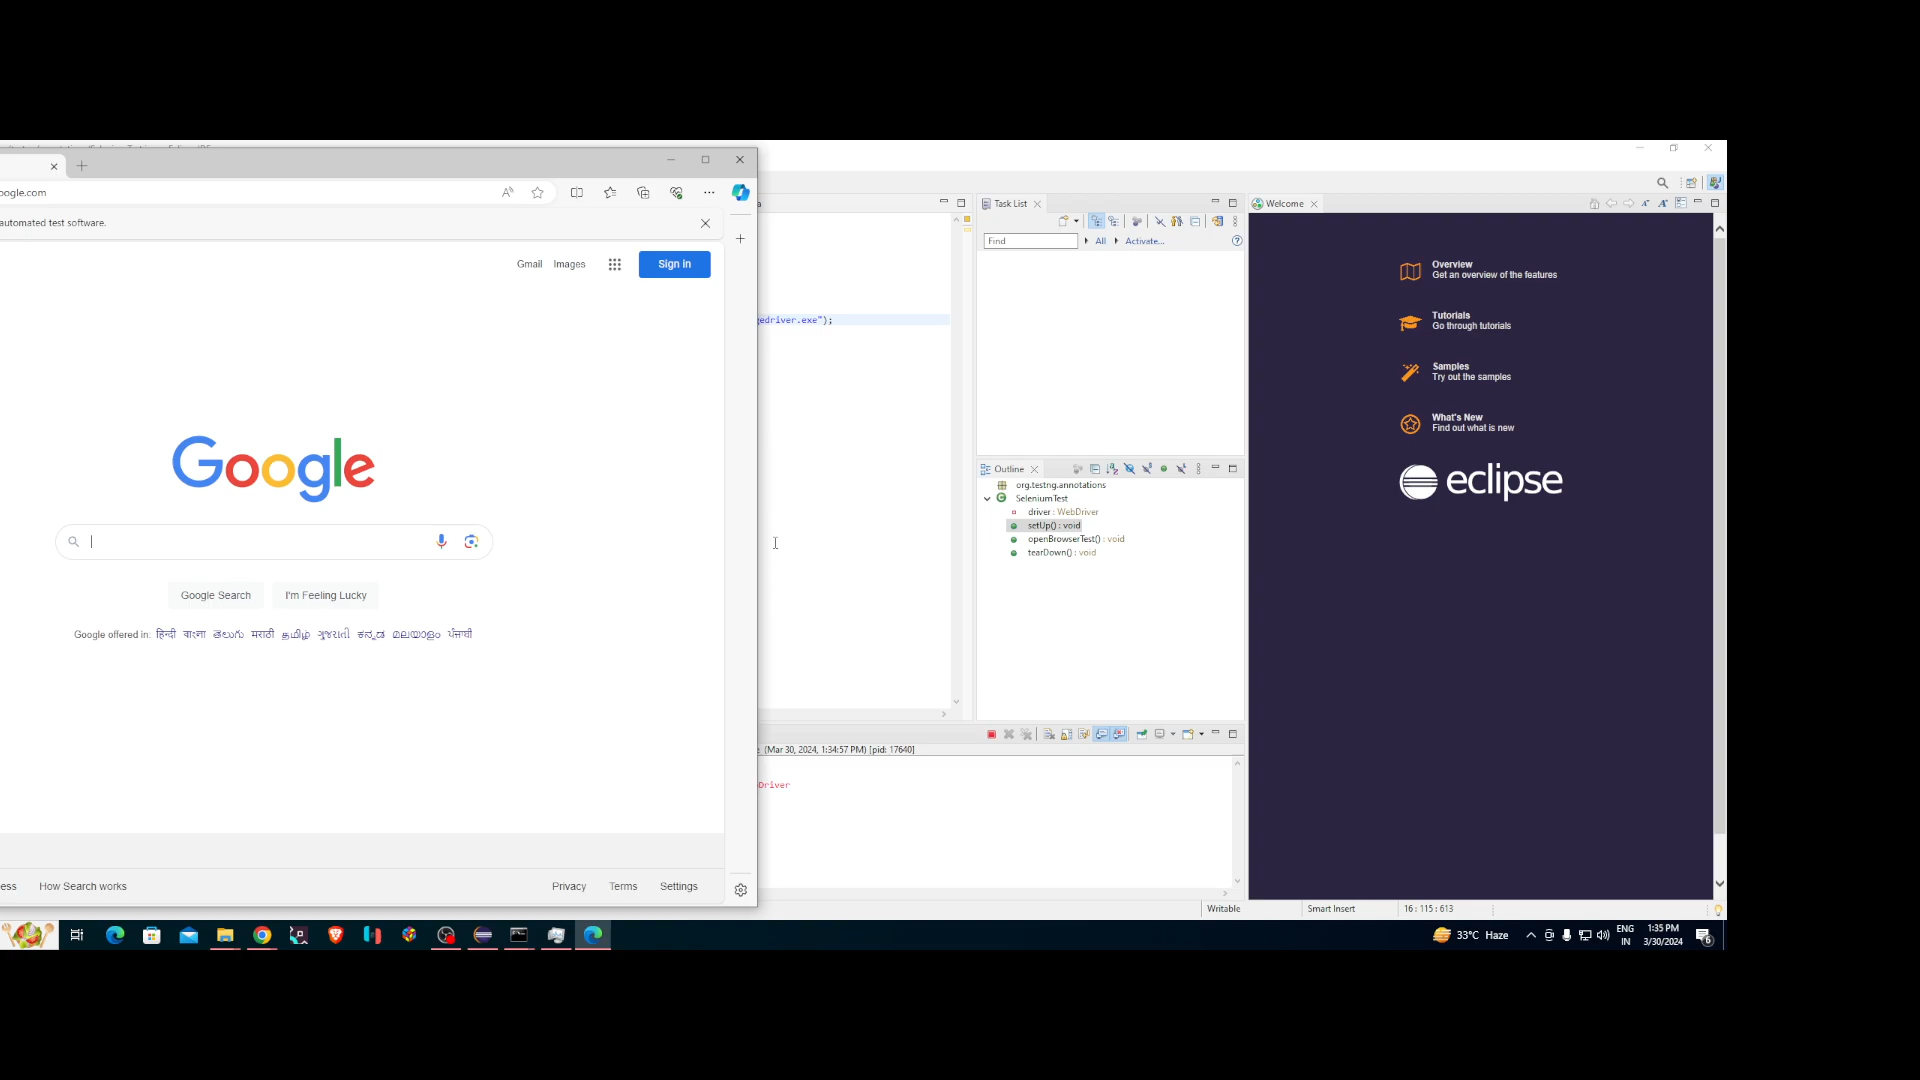 oogle.com
automated test software.
Gmail Images
Sign in
Google
Google Search
I'm Feeling Lucky
Google offered in: हिन्दी বাংলা తెలుగు मराठी தமிழ் ગુજરાતી ಕನ್ನಡ മലയാളം ਪੰਜਾਬੀ
ess How Search works
Privacy Terms Settings
gedriver.exe");
e (Mar 30, 2024, 1:34:57 PM) [pid: 17640]
Driver
Task List
Find
All
Activate...
Outline
org.testng.annotations
SeleniumTest
driver : WebDriver
setUp() : void
openBrowserTest() : void
tearDown() : void
Welcome
Overview
Get an overview of the features
Tutorials
Go through tutorials
Samples
Try out the samples
What's New
Find out what is new
eclipse
Writable
Smart Insert
16 : 115 : 613
33°C Haze
ENG
IN
1:35 PM
3/30/2024
6